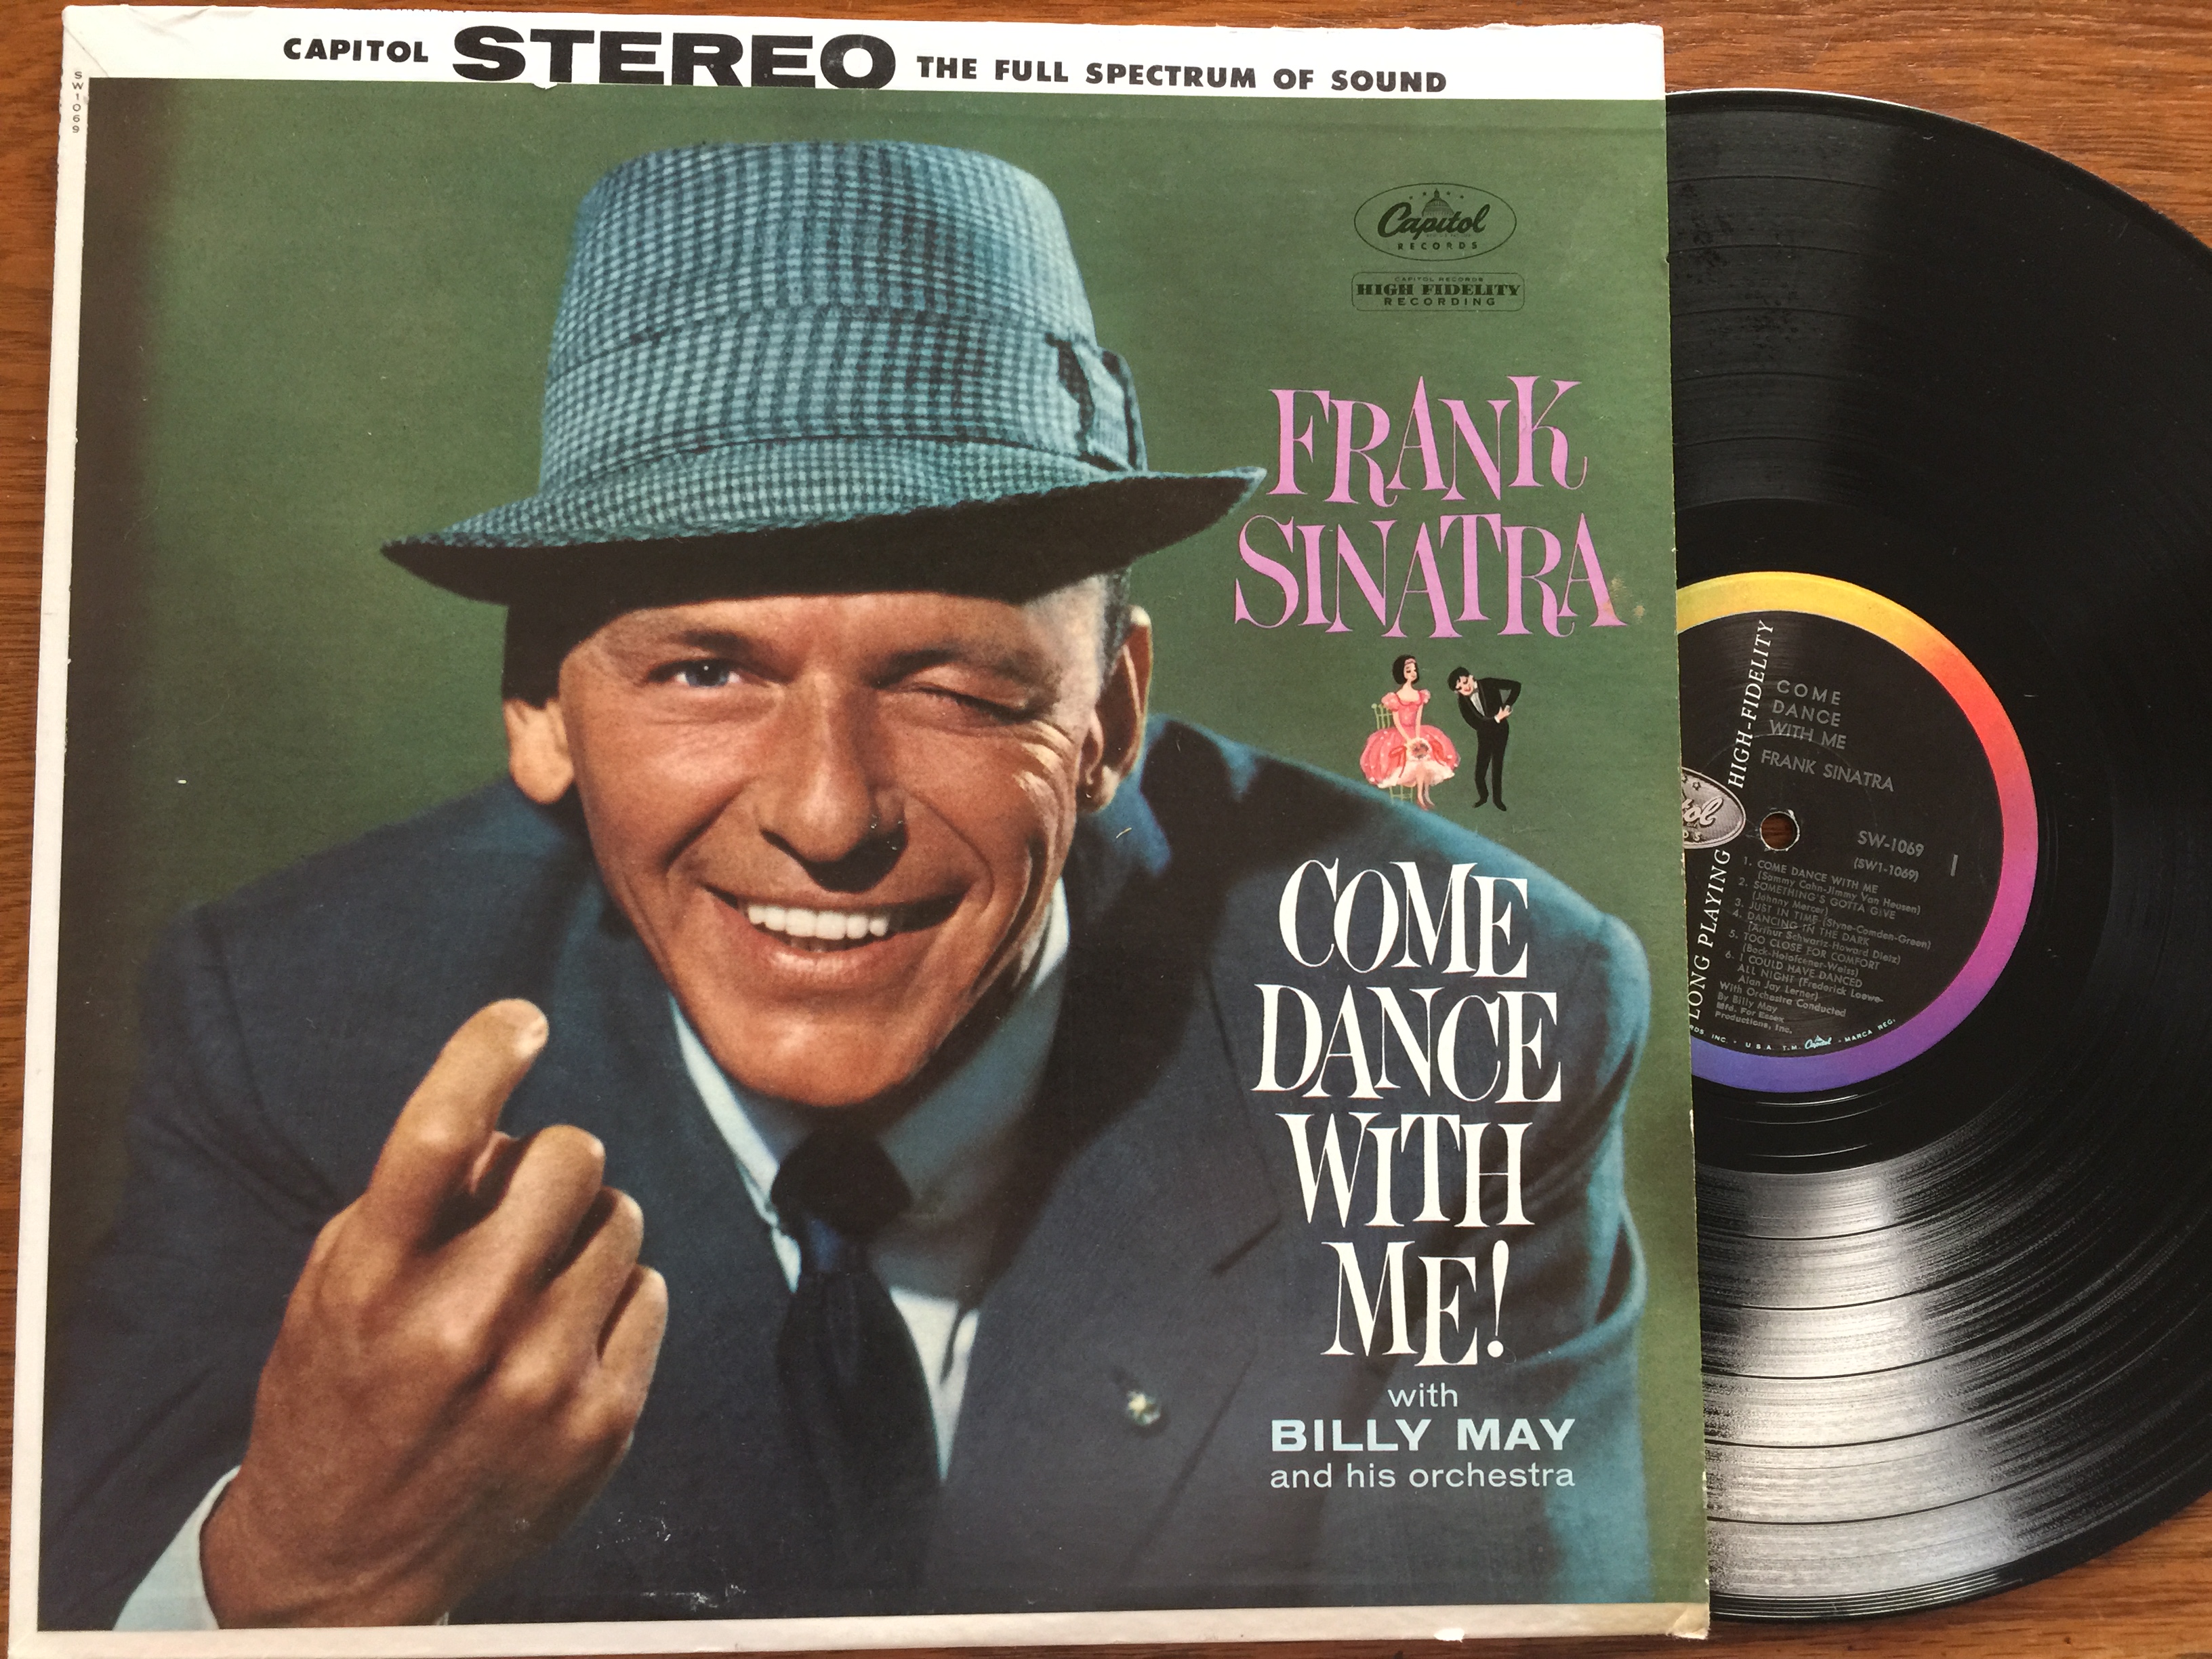 CAPITOL STEREO THE FULL SPECTRUM OF SOUND
SW1069
Capitol
RECORDS
CAPITOL RECORDS
HIGH FIDELITY
RECORDING
FRANK
SINATRA
COME
DANCE
WITH
ME!
with
BILLY MAY
and his orchestra
LONG PLAYING HIGH-FIDELITY
COME
DANCE
WITH ME
FRANK SINATRA
SW-1069
(SW1-1069) 1
1. COME DANCE WITH ME
(Sammy Cahn-Jimmy Van Heusen)
2. SOMETHING'S GOTTA GIVE
(Johnny Mercer)
3. JUST IN TIME (Styne-Comden-Green)
4. DANCING IN THE DARK
(Arthur Schwartz-Howard Dietz)
5. TOO CLOSE FOR COMFORT
(Bock-Holofcener-Weiss)
6. I COULD HAVE DANCED
ALL NIGHT (Frederick Loewe-
Alan Jay Lerner)
With Orchestra Conducted
By Billy May
Mfd. For Essex
Productions, Inc.
INC. · U.S.A. T.M. Capitol · MARCA REG.